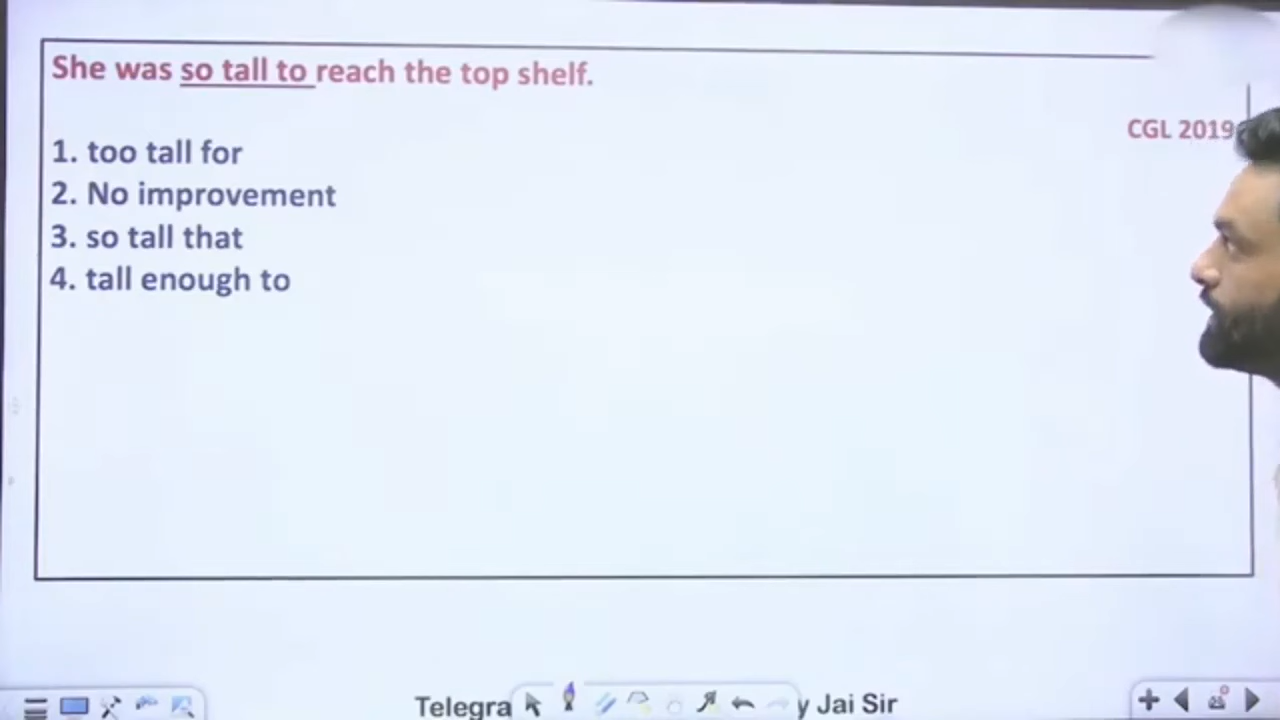 She was so tall to reach the top shelf.
CGL 2019
1. too tall for
2. No improvement
3. so tall that
4. tall enough to
Jai Sir